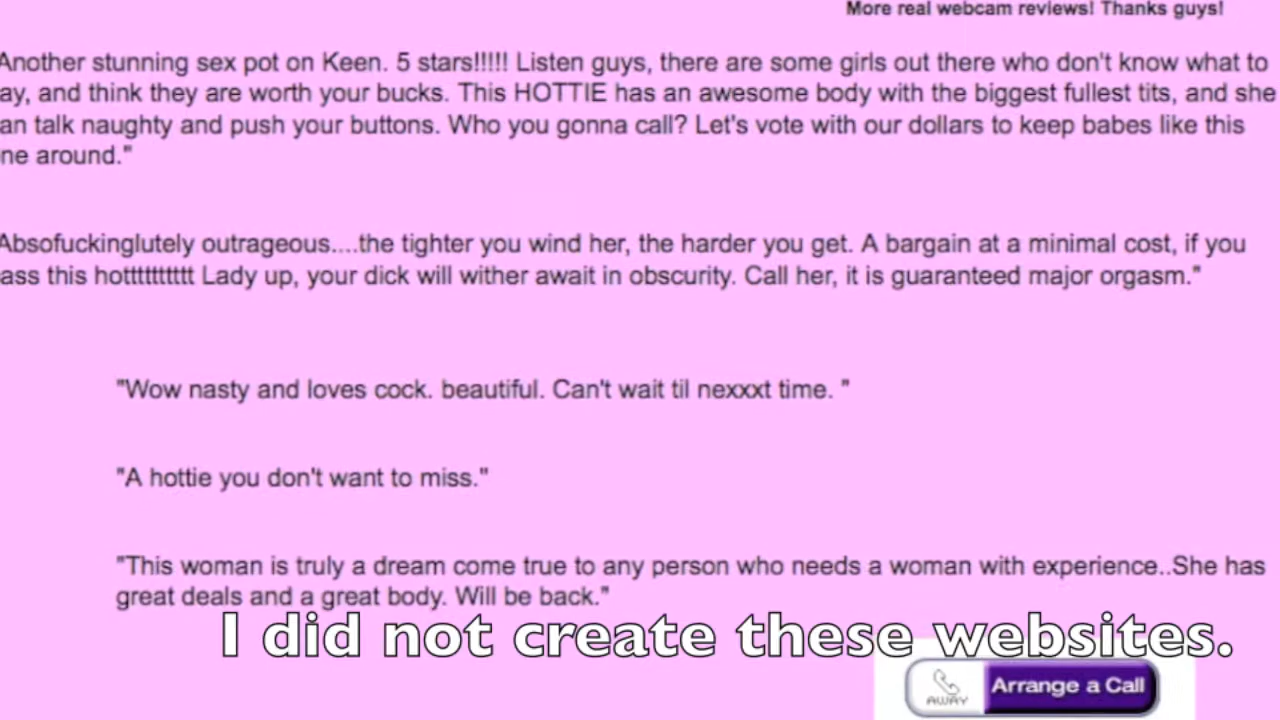 More real webcam reviews! Thanks guys!
Another stunning sex pot on Keen. 5 stars!!!!! Listen guys, there are some girls out there who don't know what to
ay, and think they are worth your bucks. This HOTTIE has an awesome body with the biggest fullest tits, and she
an talk naughty and push your buttons. Who you gonna call? Let's vote with our dollars to keep babes like this
ne around."
Absofuckinglutely outrageous....the tighter you wind her, the harder you get. A bargain at a minimal cost, if you
ass this hotttttttttt Lady up, your dick will wither await in obscurity. Call her, it is guaranteed major orgasm."
"Wow nasty and loves cock. beautiful. Can't wait til nexxxt time. "
"A hottie you don't want to miss."
"This woman is truly a dream come true to any person who needs a woman with experience..She has
great deals and a great body. Will be back."
I did not create these websites.
AWAY Arrange a Call